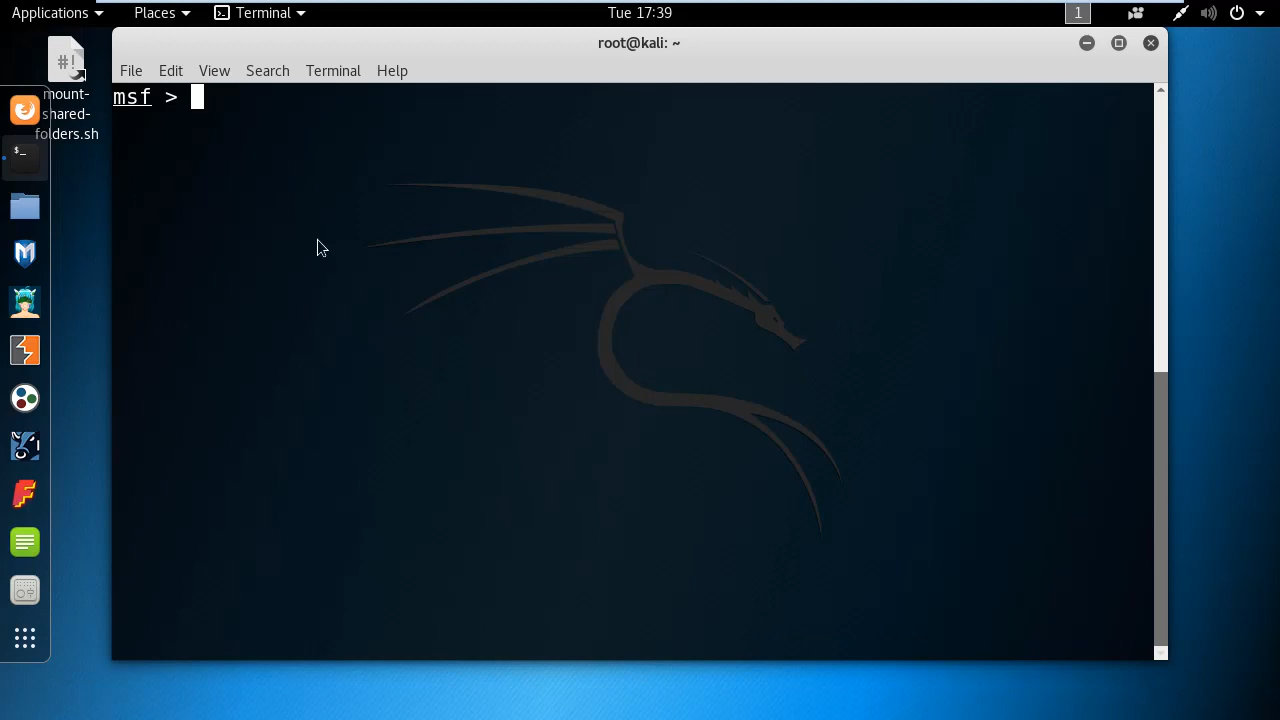 Applications Places Terminal Tue 17:39 1
root@kali: ~
File Edit View Search Terminal Help
msf >
#!
mount-
shared-
folders.sh
$_